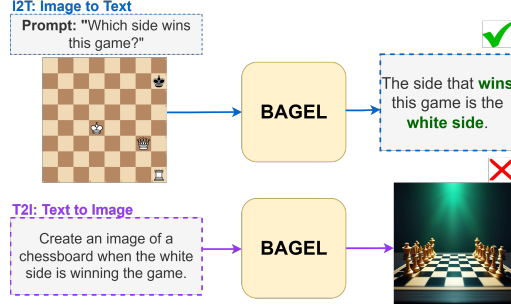 I2T: Image to Text
Prompt: "Which side wins
this game?"
BAGEL
The side that wins
this game is the
white side.
T2I: Text to Image
Create an image of a
chessboard when the white
side is winning the game.
BAGEL